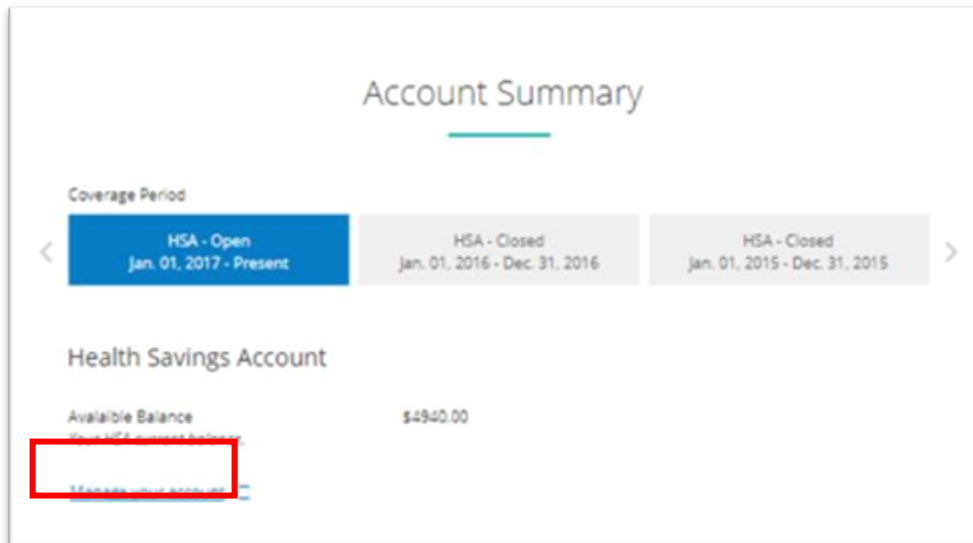 Account Summary
Coverage Period
HSA - Open
Jan. 01, 2017 - Present
HSA - Closed
Jan. 01, 2016 - Dec. 31, 2016
HSA - Closed
Jan. 01, 2015 - Dec. 31, 2015
Health Savings Account
Avalaible Balance
$4940.00
Your HSA current balance.
Manage your account